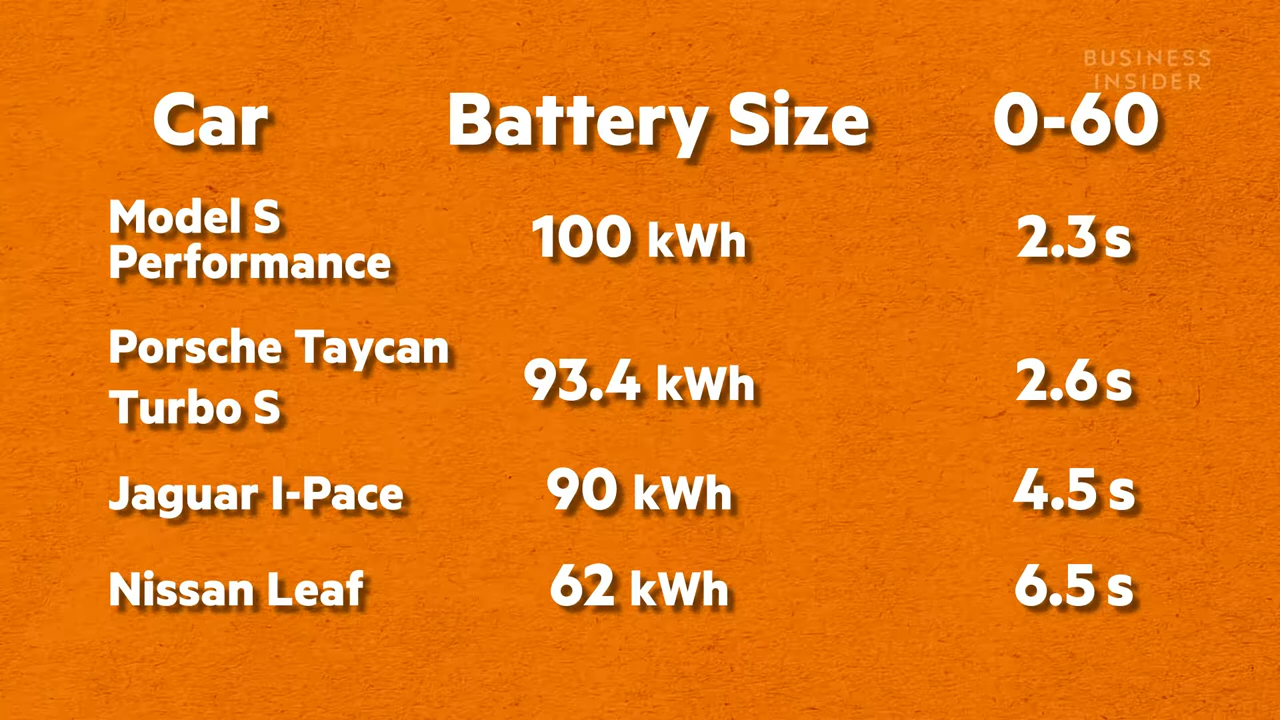 BUSINESS
INSIDER
Car Battery Size 0-60
Model S
Performance
100 kWh 2.3 s
Porsche Taycan
Turbo S
93.4 kWh 2.6 s
Jaguar I-Pace 90 kWh 4.5 s
Nissan Leaf 62 kWh 6.5 s